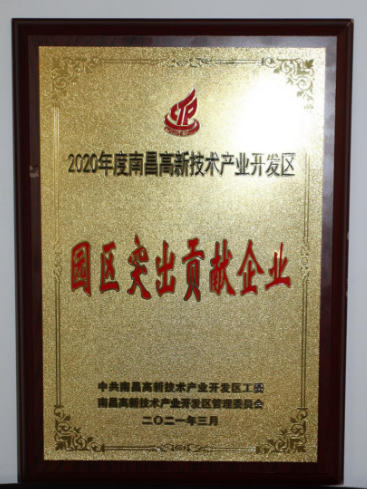 2020年度南昌高新技术产业开发区
园区突出贡献企业
中共南昌高新技术产业开发区工委
南昌高新技术产业开发区管理委员会
二〇二一年三月